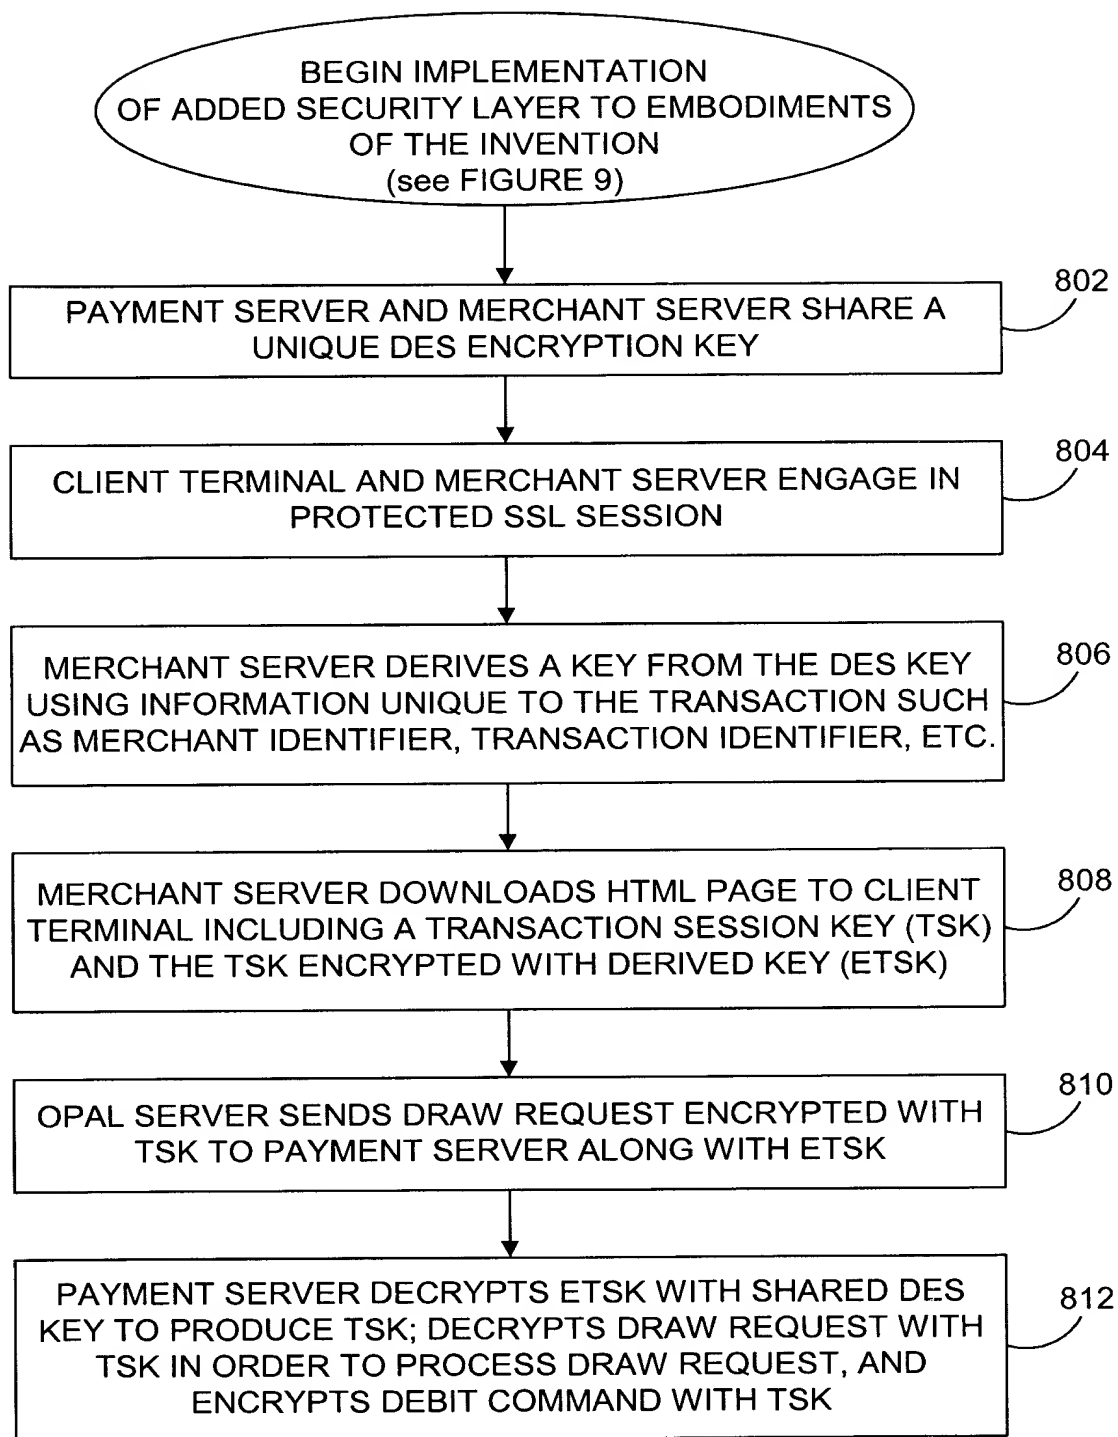 BEGIN IMPLEMENTATION
OF ADDED SECURITY LAYER TO EMBODIMENTS
OF THE INVENTION
(see FIGURE 9)
802
PAYMENT SERVER AND MERCHANT SERVER SHARE A
UNIQUE DES ENCRYPTION KEY
804
CLIENT TERMINAL AND MERCHANT SERVER ENGAGE IN
PROTECTED SSL SESSION
806
MERCHANT SERVER DERIVES A KEY FROM THE DES KEY
USING INFORMATION UNIQUE TO THE TRANSACTION SUCH
AS MERCHANT IDENTIFIER, TRANSACTION IDENTIFIER, ETC.
808
MERCHANT SERVER DOWNLOADS HTML PAGE TO CLIENT
TERMINAL INCLUDING A TRANSACTION SESSION KEY (TSK)
AND THE TSK ENCRYPTED WITH DERIVED KEY (ETSK)
810
OPAL SERVER SENDS DRAW REQUEST ENCRYPTED WITH
TSK TO PAYMENT SERVER ALONG WITH ETSK
812
PAYMENT SERVER DECRYPTS ETSK WITH SHARED DES
KEY TO PRODUCE TSK; DECRYPTS DRAW REQUEST WITH
TSK IN ORDER TO PROCESS DRAW REQUEST, AND
ENCRYPTS DEBIT COMMAND WITH TSK